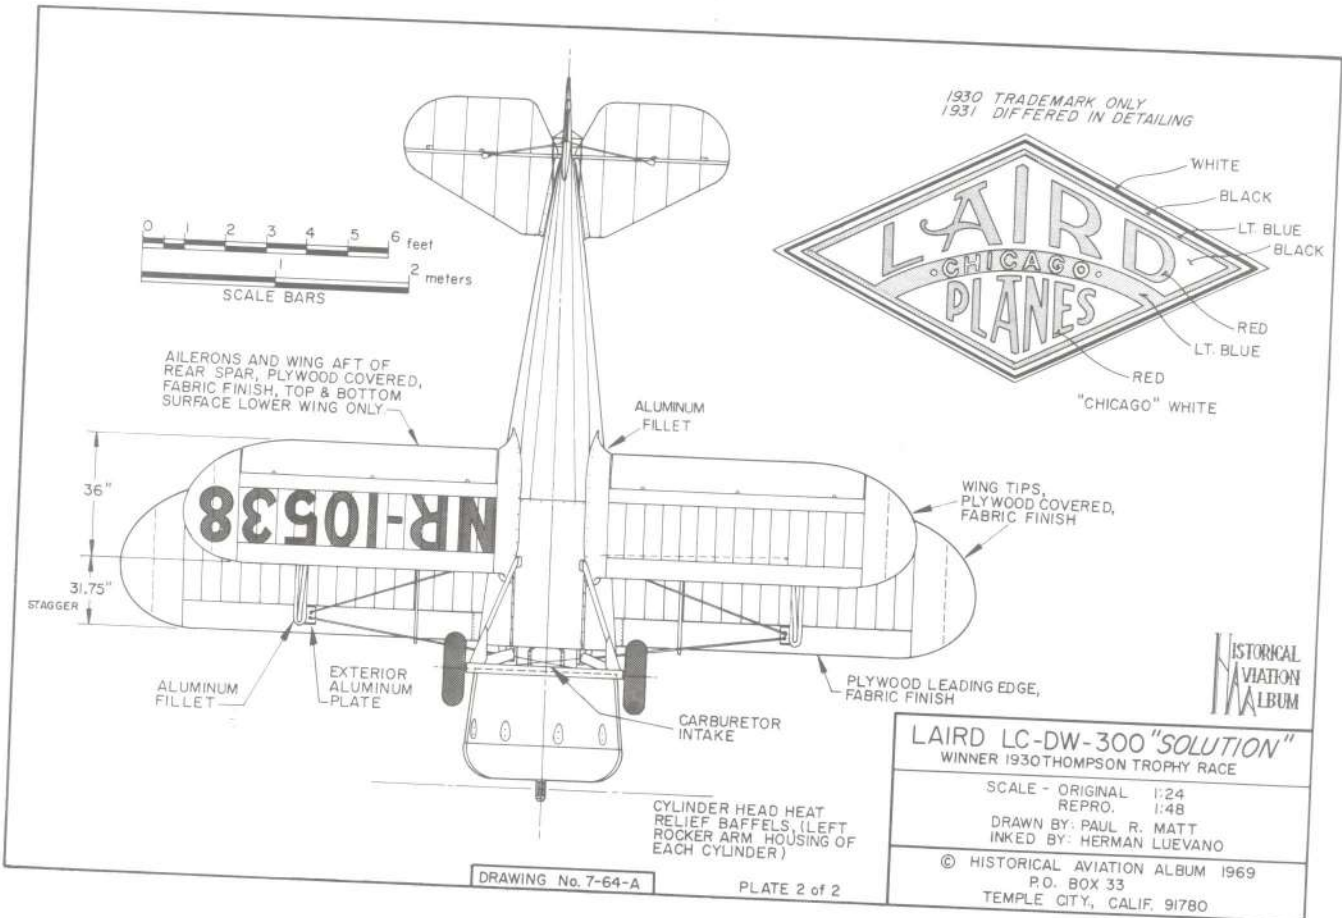 1930 TRADEMARK ONLY
1931 DIFFERED IN DETAILING
WHITE
BLACK
LT. BLUE
BLACK
LAIRD
·CHICAGO·
PLANES
RED
LT. BLUE
RED
"CHICAGO" WHITE
0 1 2 3 4 5 6 feet
1 2 meters
SCALE BARS
AILERONS AND WING AFT OF
REAR SPAR, PLYWOOD COVERED,
FABRIC FINISH, TOP & BOTTOM
SURFACE LOWER WING ONLY
ALUMINUM
FILLET
36"
NR-10538
WING TIPS,
PLYWOOD COVERED,
FABRIC FINISH
31.75"
STAGGER
ALUMINUM
FILLET
EXTERIOR
ALUMINUM
PLATE
CARBURETOR
INTAKE
PLYWOOD LEADING EDGE,
FABRIC FINISH
HISTORICAL
AVIATION
ALBUM
CYLINDER HEAD HEAT
RELIEF BAFFELS, (LEFT
ROCKER ARM HOUSING OF
EACH CYLINDER)
LAIRD LC-DW-300 "SOLUTION"
WINNER 1930 THOMPSON TROPHY RACE
SCALE - ORIGINAL 1:24
REPRO. 1:48
DRAWN BY: PAUL R. MATT
INKED BY: HERMAN LUEVANO
© HISTORICAL AVIATION ALBUM 1969
P.O. BOX 33
TEMPLE CITY, CALIF. 91780
DRAWING No. 7-64-A
PLATE 2 of 2